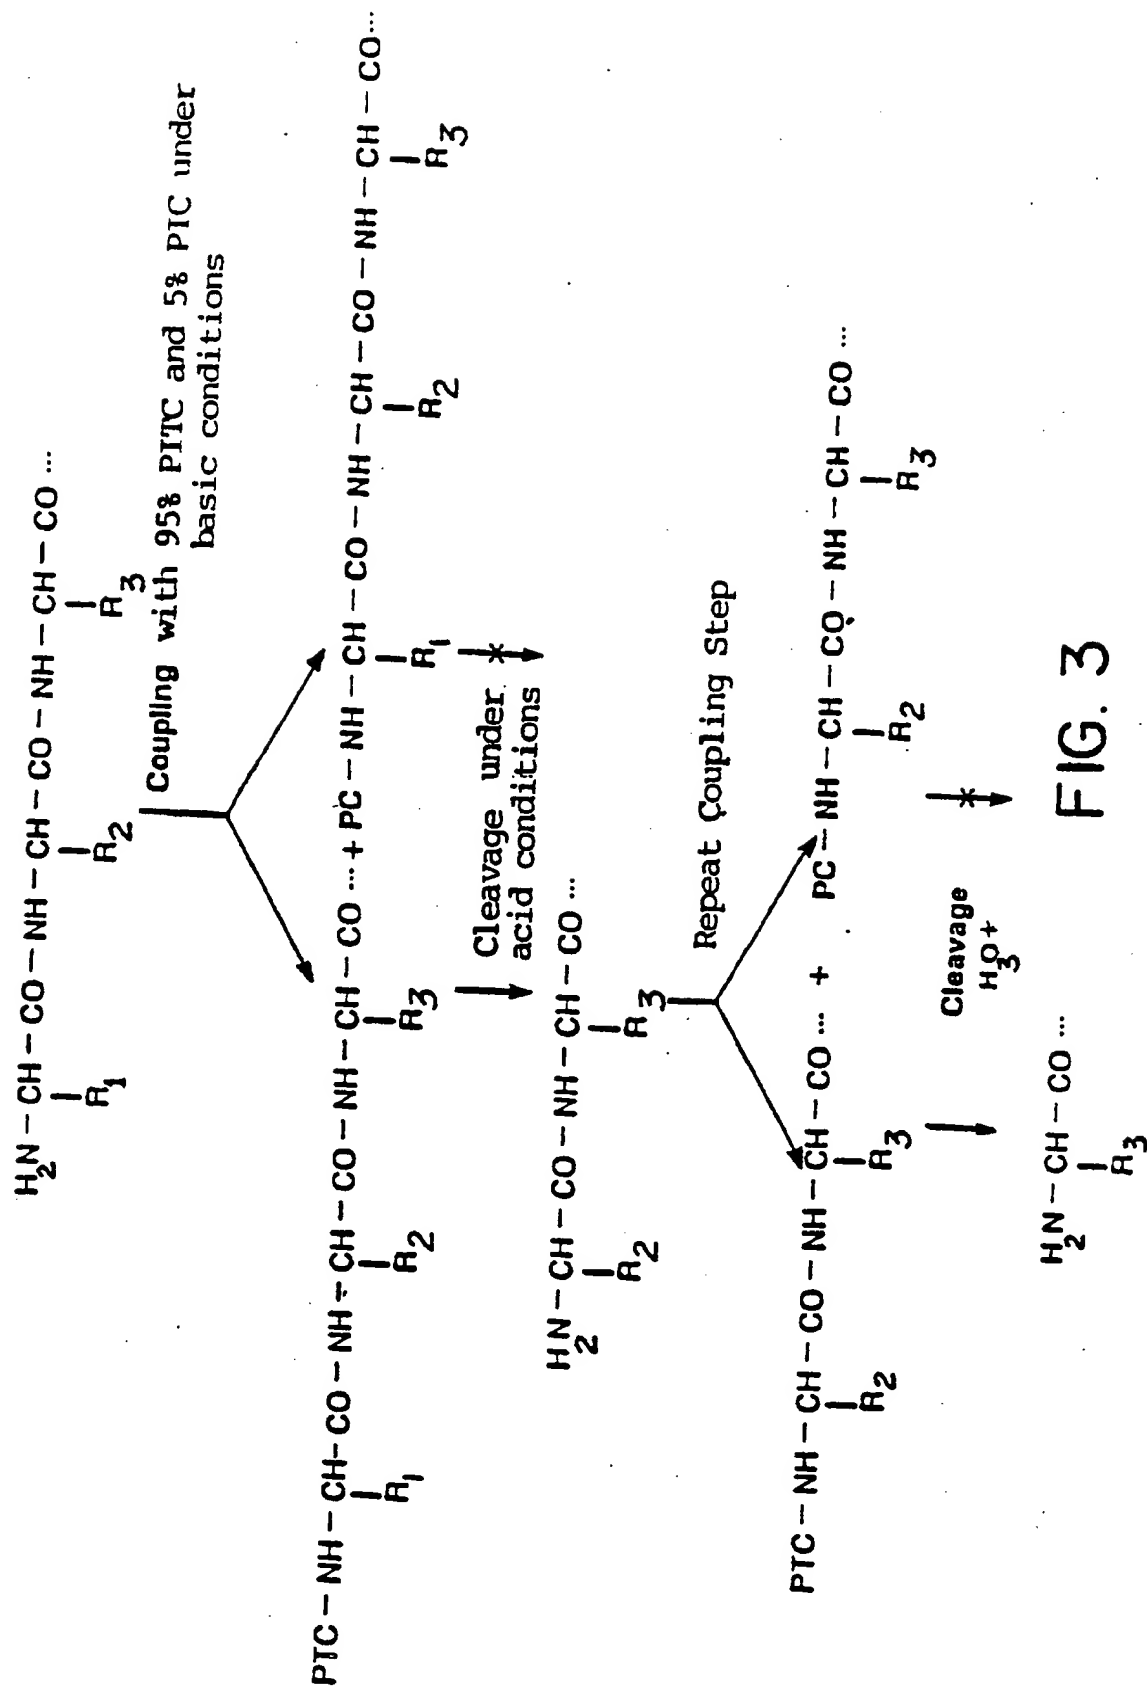 H2N — CH — CO — NH — CH — CO — NH — CH — CO ...
R1 R2 R3
Coupling with 95% PITC and 5% PIC under
basic conditions
PTC — NH — CH — CO — NH — CH — CO — NH — CH — CO ... + PC — NH — CH — CO — NH — CH — CO — NH — CH — CO ...
R1 R2 R3 R1 R2 R3
Cleavage under
acid conditions
HN2 — CH — CO — NH — CH — CO ...
R2 R3
Repeat Coupling Step
PTC — NH — CH — CO — NH — CH — CO ... + PC — NH — CH — CO — NH — CH — CO ...
R2 R3 R2 R3
Cleavage
H3O+
H2N — CH — CO ...
R3
FIG. 3